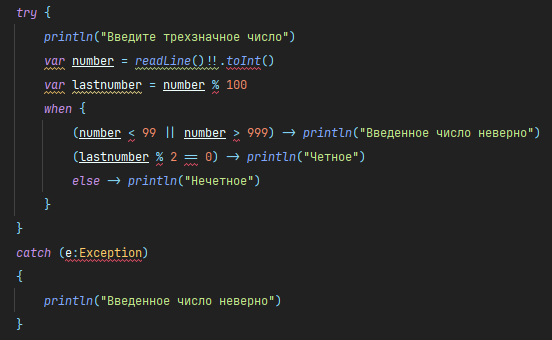 try {
println("Введите трехзначное число")
var number = readLine()!!.toInt()
var lastnumber = number % 100
when {
(number < 99 || number > 999) -> println("Введенное число неверно")
(lastnumber % 2 == 0) -> println("Четное")
else -> println("Нечетное")
}
}
catch (e:Exception)
{
println("Введенное число неверно")
}